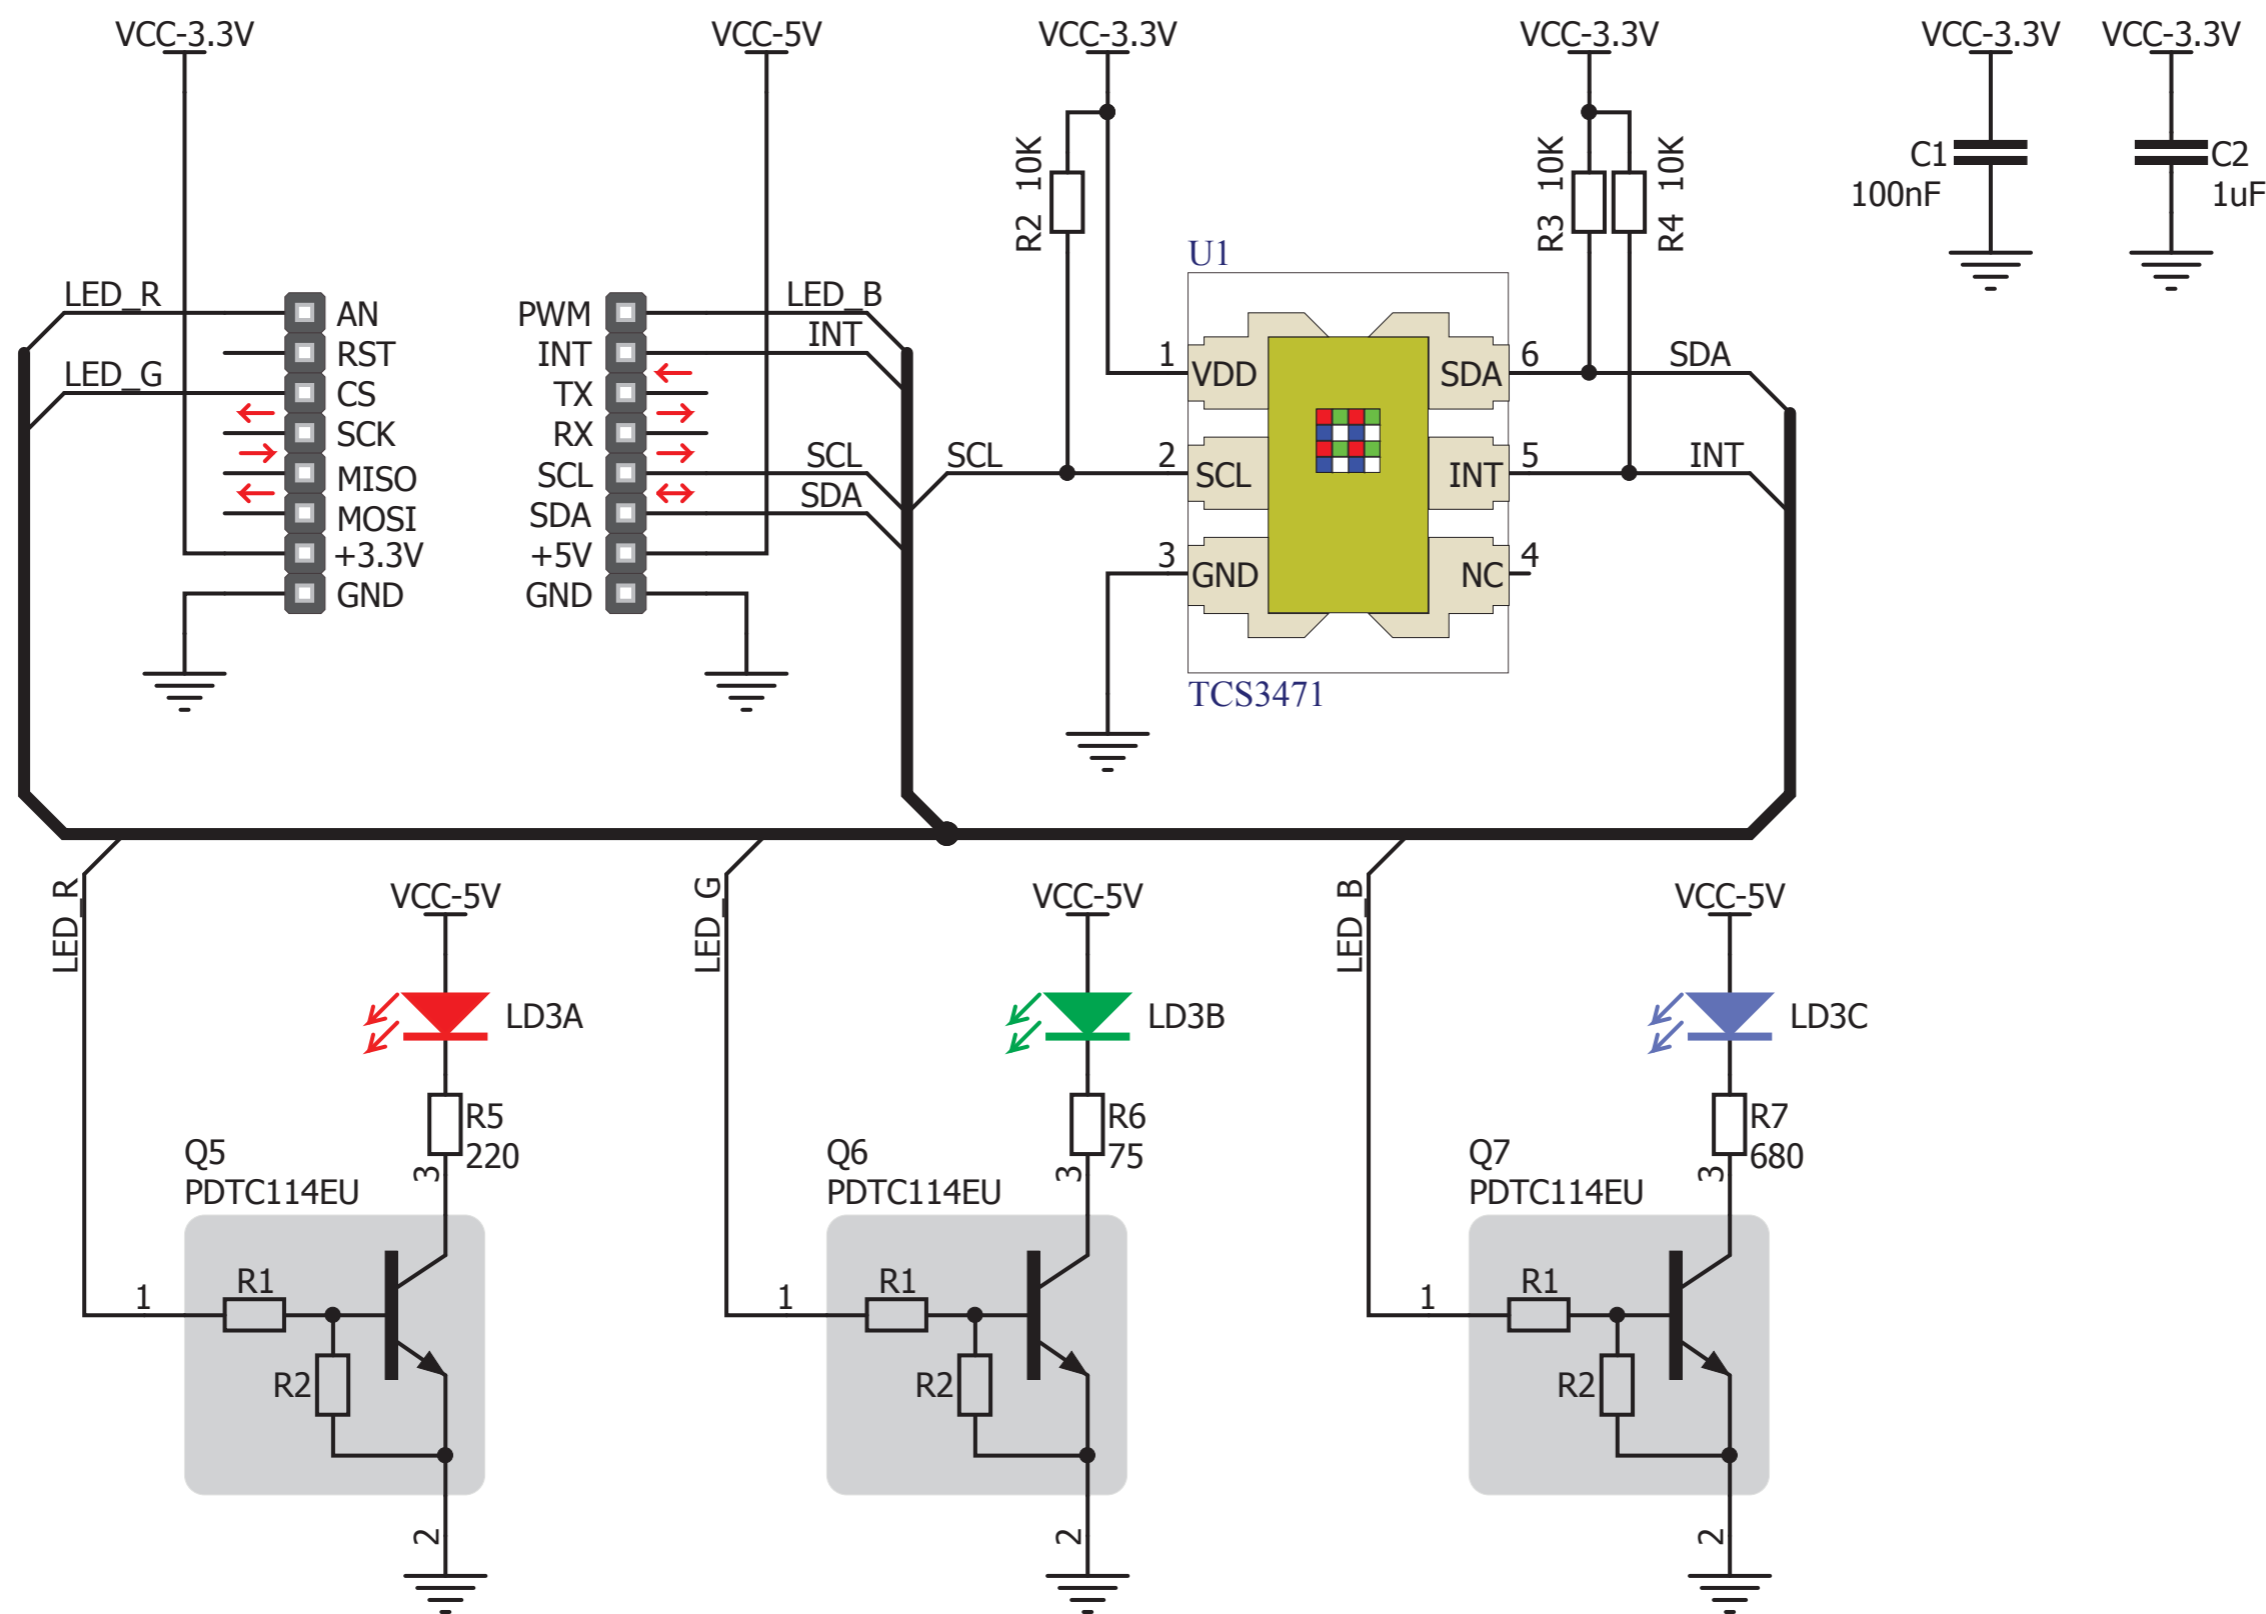 VCC-3.3V
VCC-5V
VCC-3.3V
VCC-3.3V
VCC-3.3V
VCC-3.3V
R2 10K
R3 10K
R4 10K
C1
100nF
C2
1uF
LED_R
LED_G
AN
RST
CS
SCK
MISO
MOSI
+3.3V
GND
PWM
INT
TX
RX
SCL
SDA
+5V
GND
LED_B
INT
SCL
SDA
SCL
U1
1
VDD
2
SCL
3
GND
SDA
6
INT
5
NC
4
TCS3471
SDA
INT
LED_R
VCC-5V
LD3A
R5
220
Q5
PDTC114EU
3
1
R1
R2
2
LED_G
VCC-5V
LD3B
R6
75
Q6
PDTC114EU
3
1
R1
R2
2
LED_B
VCC-5V
LD3C
R7
680
Q7
PDTC114EU
3
1
R1
R2
2